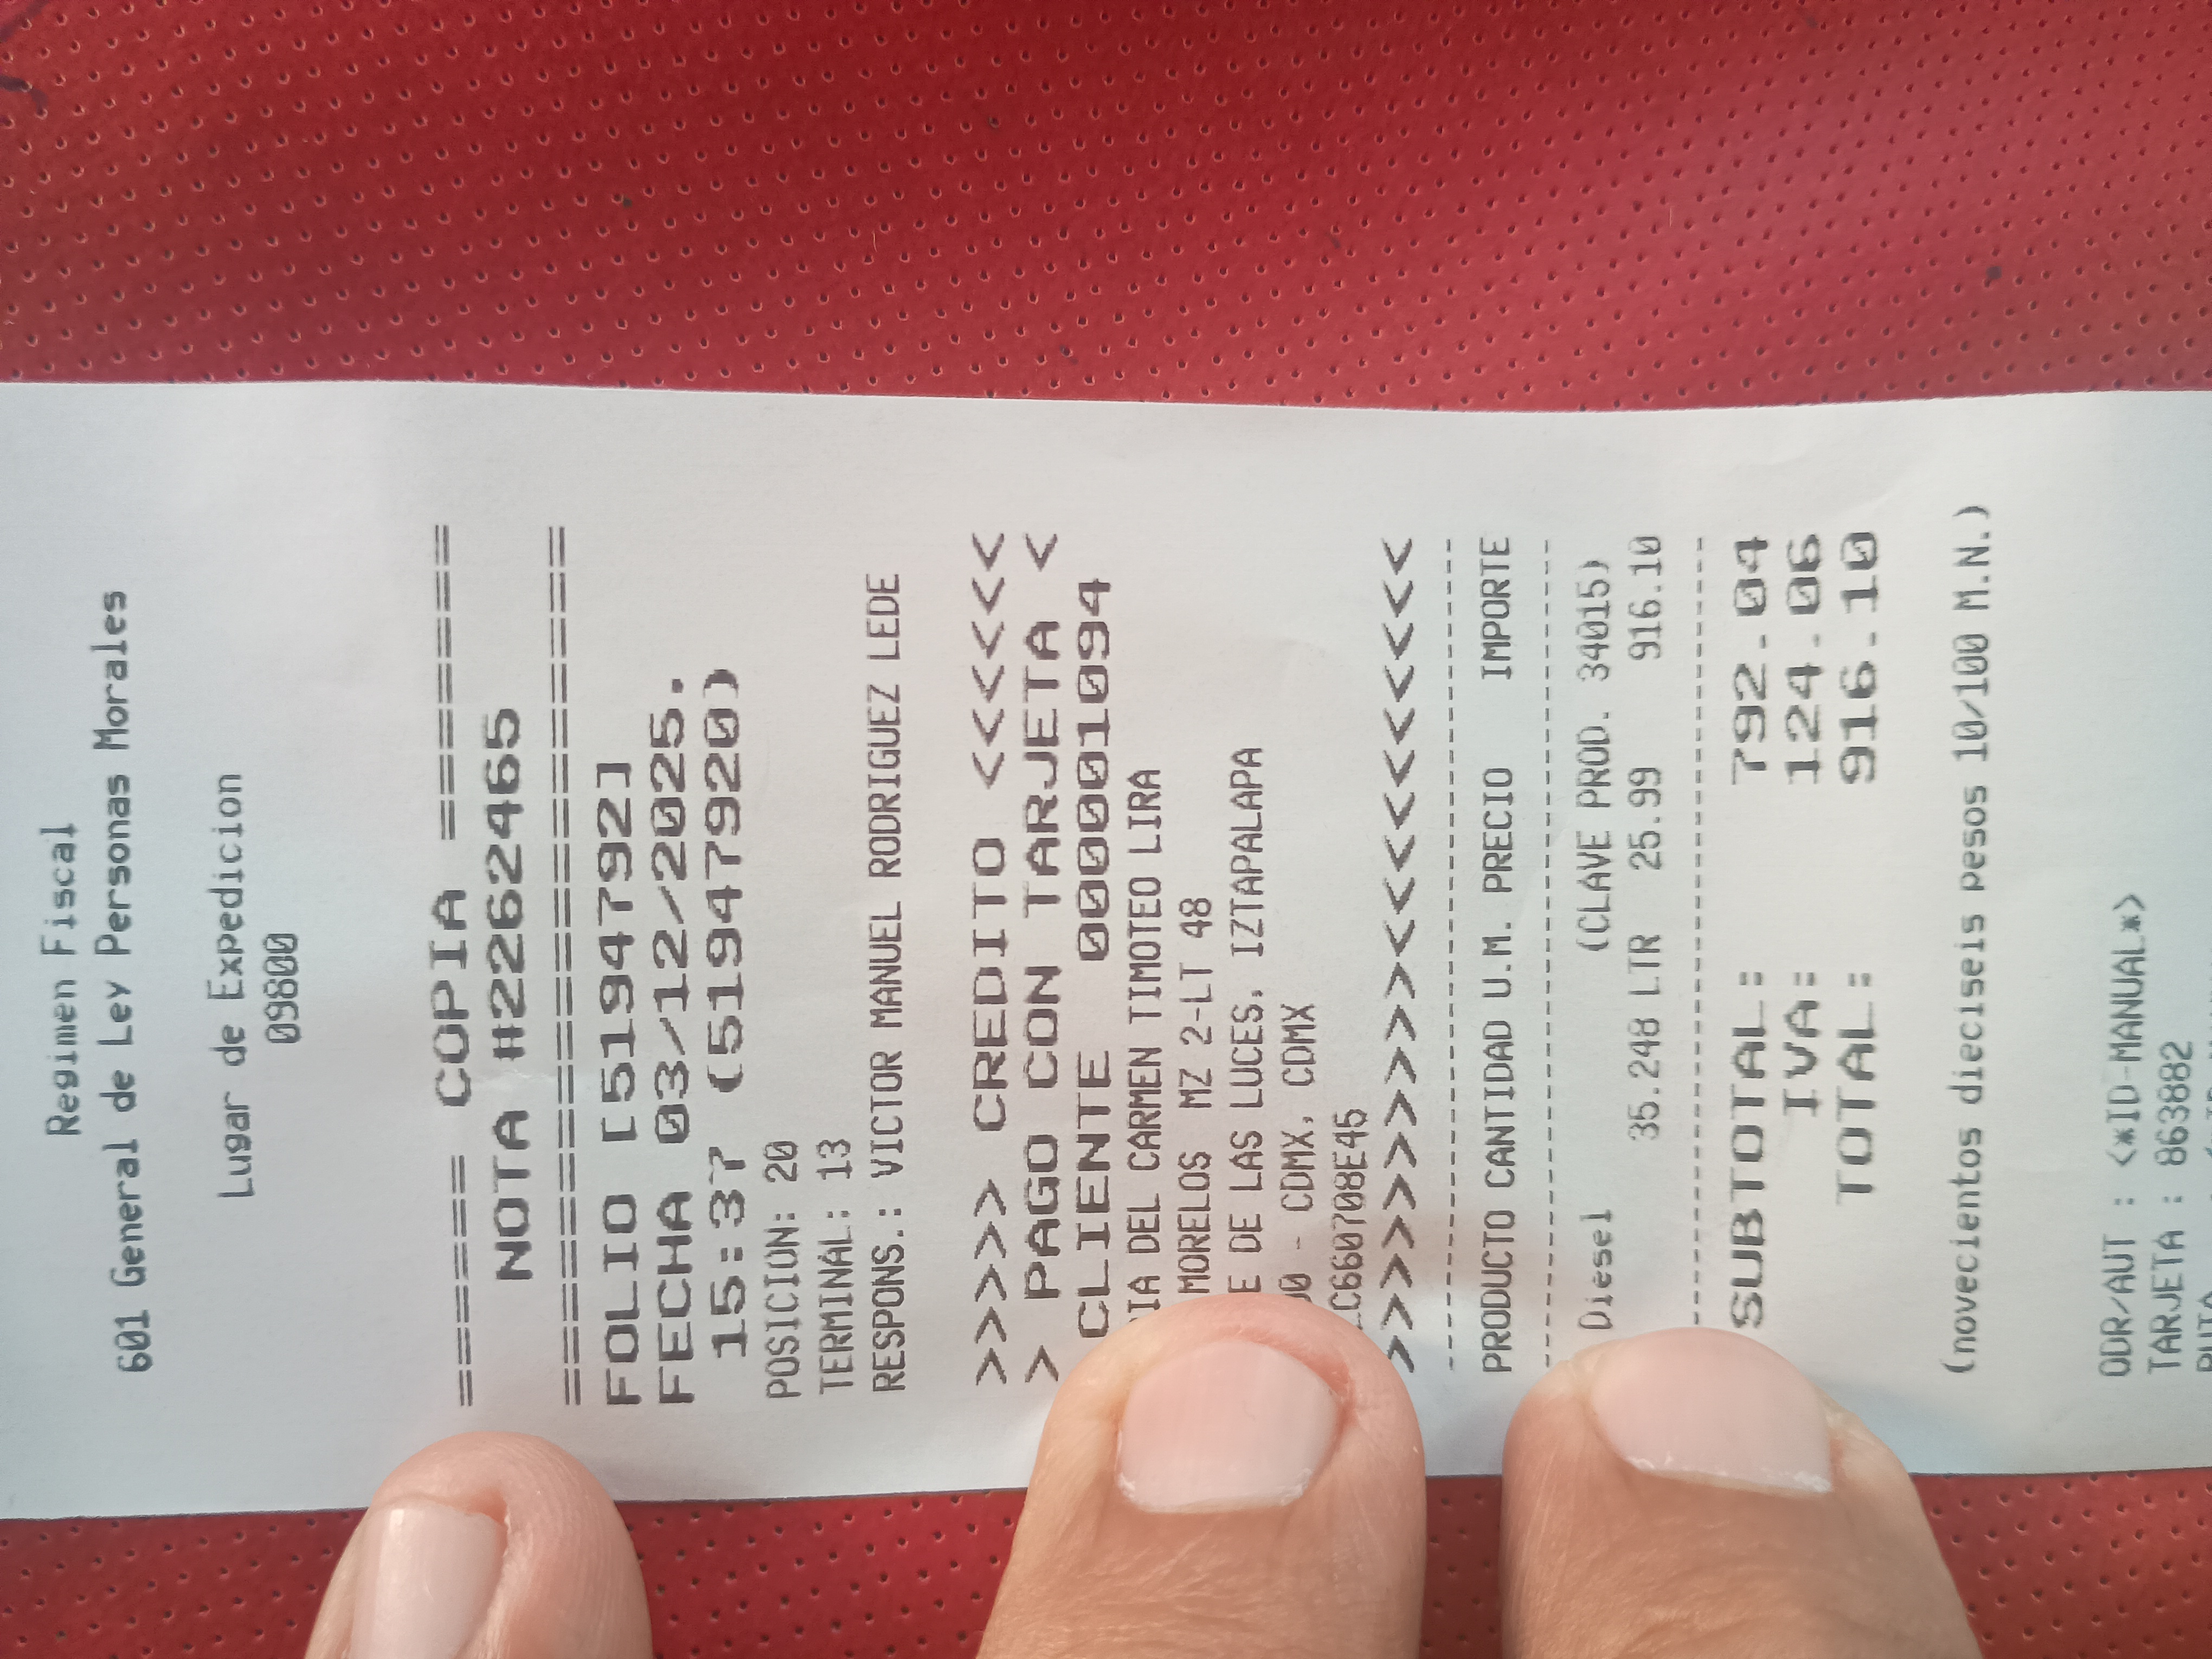 Regimen Fiscal
601 General de Ley Personas Morales
Lugar de Expedicion
09800
====== COPIA ========
NOTA #22622465
=======================
FOLIO [5194792]
FECHA 03/12/2025.
15:37 (51947920)
POSICION: 20
TERMINAL: 13
RESPONS.: VICTOR MANUEL RODRIGUEZ LEDE
>>>>> CREDITO <<<<<<
> PAGO CON TARJETA <
CLIENTE 0000001094
DEL CARMEN TIMOTEO LIRA
MORELOS MZ 2-LT 48
DE LAS LUCES, IZTAPALAPA
- CDMX, CDMX
C660708E45
>>>>>>>>>><<<<<<<<<<
PRODUCTO CANTIDAD U.M. PRECIO IMPORTE
Diesel (CLAVE PROD. 34015)
35.248 LTR 25.99 916.10
SUBTOTAL: 792.04
IVA: 124.06
TOTAL: 916.10
(novecientos dieciseis pesos 10/100 M.N.)
ODR/AUT : <*ID-MANUAL*>
TARJETA : 863882